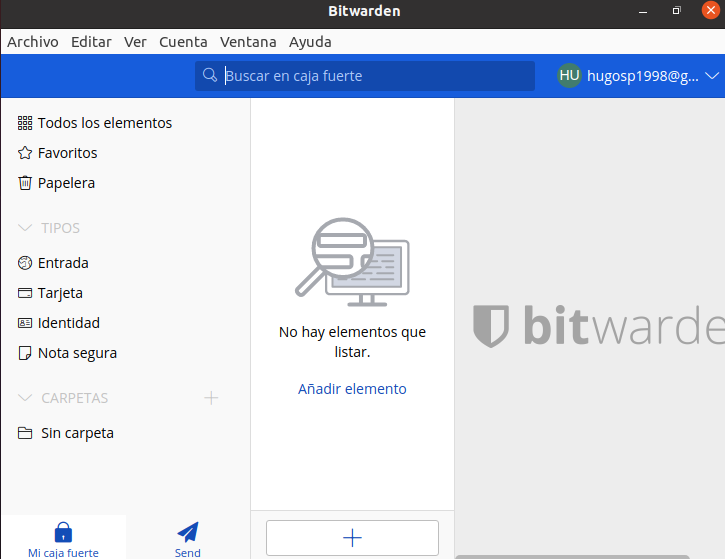 Bitwarden
Archivo Editar Ver Cuenta Ventana Ayuda
Buscar en caja fuerte
HU hugosp1998@g...
Todos los elementos
Favoritos
Papelera
TIPOS
Entrada
Tarjeta
Identidad
Nota segura
CARPETAS
Sin carpeta
Mi caja fuerte
Send
No hay elementos que
listar.
Añadir elemento
bitwarde